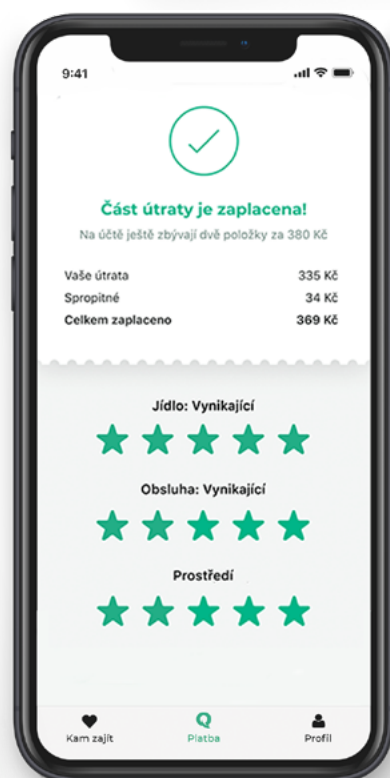 9:41
Část útraty je zaplacena!
Na účtě ještě zbývají dvě položky za 380 Kč
Vaše útrata 335 Kč
Spropitné 34 Kč
Celkem zaplaceno 369 Kč
Jídlo: Vynikající
Obsluha: Vynikající
Prostředí
Kam zajít Platba Profil